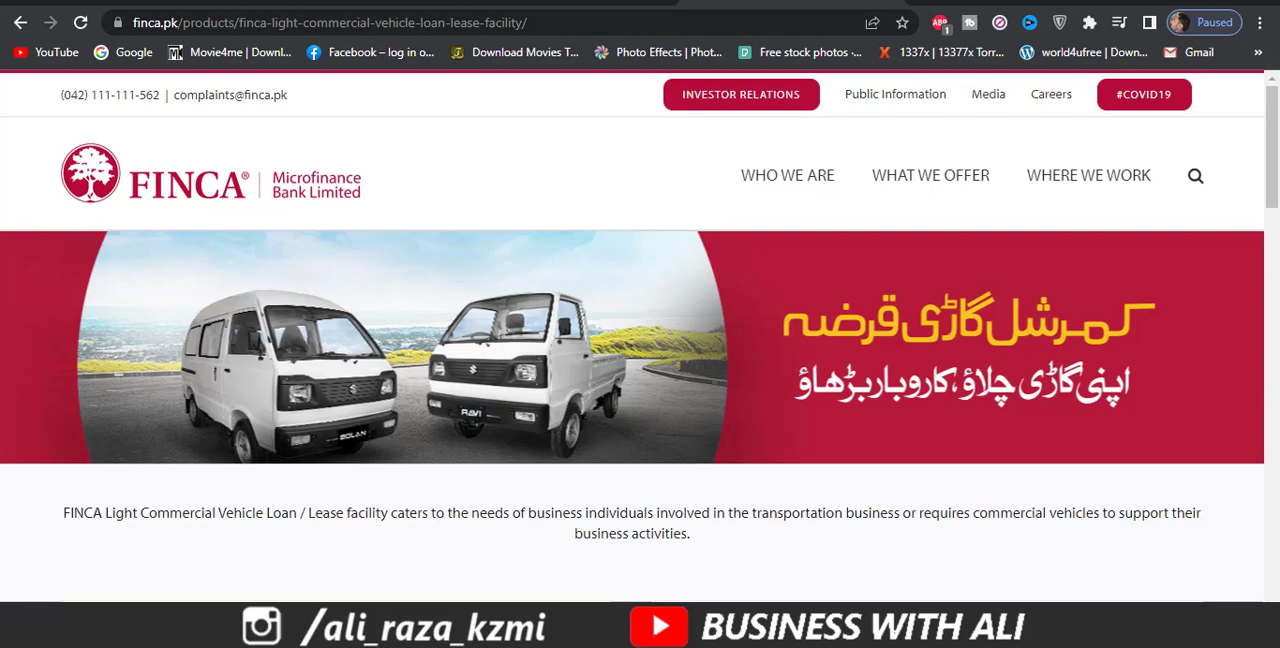 finca.pk/products/finca-light-commercial-vehicle-loan-lease-facility/
ABP
1
Paused
YouTube
Google
Movie4me | Downl...
Facebook – log in o...
Download Movies T...
Photo Effects | Phot...
Free stock photos -...
1337x | 13377x Torr...
world4ufree | Down...
Gmail
»
(042) 111-111-562 | complaints@finca.pk
INVESTOR RELATIONS
Public Information
Media
Careers
#COVID19
FINCA® | Microfinance
Bank Limited
WHO WE ARE
WHAT WE OFFER
WHERE WE WORK
کمرشل گاڑی قرضہ
اپنی گاڑی چلاؤ، کاروبار بڑھاؤ
BOLAN
RAVI
FINCA Light Commercial Vehicle Loan / Lease facility caters to the needs of business individuals involved in the transportation business or requires commercial vehicles to support their
business activities.
/ali_raza_kzmi
BUSINESS WITH ALI